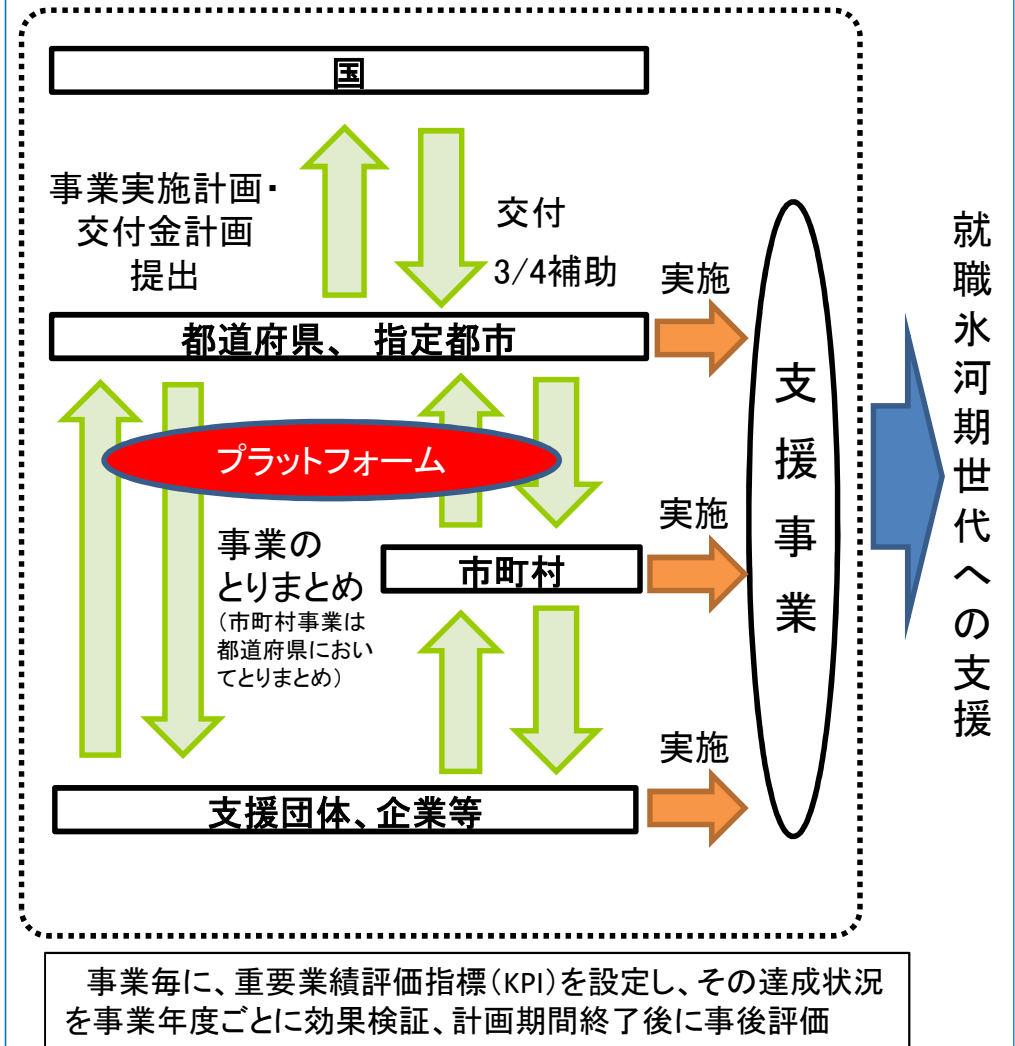 国
事業実施計画・
交付金計画
提出
交付
3/4補助
実施
都道府県、 指定都市
プラットフォーム
事業の
とりまとめ
(市町村事業は
都道府県におい
てとりまとめ)
実施
市町村
実施
支援団体、企業等
支援事業
就職氷河期世代への支援
事業毎に、重要業績評価指標(KPI)を設定し、その達成状況
を事業年度ごとに効果検証、計画期間終了後に事後評価